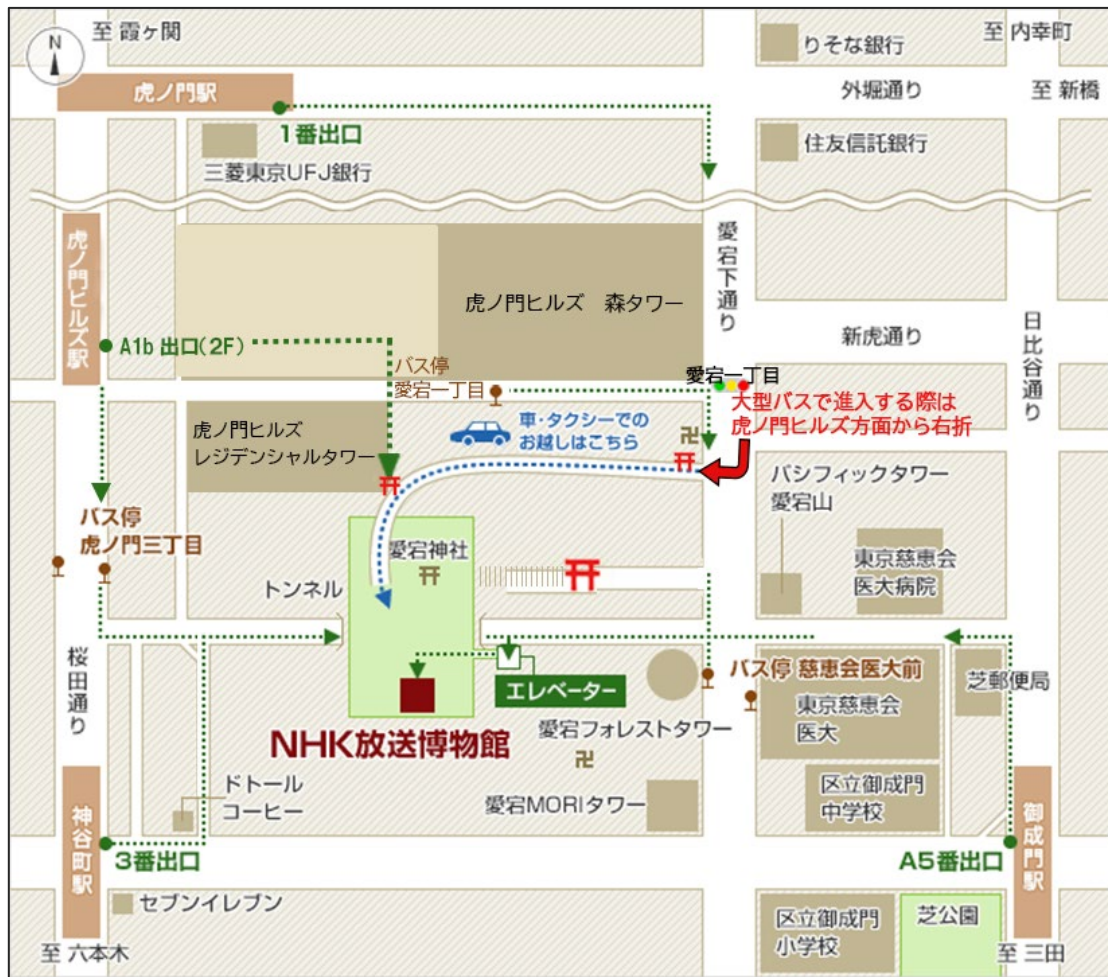 N
至 霞ヶ関
りそな銀行
至 内幸町
虎ノ門駅
外堀通り
至 新橋
1番出口
三菱東京UFJ銀行
住友信託銀行
虎ノ門ヒルズ駅
愛宕下通り
虎ノ門ヒルズ 森タワー
日比谷通り
新虎通り
A1b 出口(2F)
バス停
愛宕一丁目
愛宕一丁目
大型バスで進入する際は
虎ノ門ヒルズ方面から右折
車・タクシーでの
お越しはこちら
虎ノ門ヒルズ
レジデンシャルタワー
パシフィックタワー
愛宕山
バス停
虎ノ門三丁目
愛宕神社
東京慈恵会
医大病院
トンネル
桜田通り
エレベーター
バス停 慈恵会医大前
芝郵便局
東京慈恵会
医大
NHK放送博物館
愛宕フォレストタワー
ドトール
コーヒー
愛宕MORIタワー
区立御成門
中学校
神谷町駅
御成門駅
3番出口
A5番出口
セブンイレブン
区立御成門
小学校
芝公園
至 六本木
至 三田